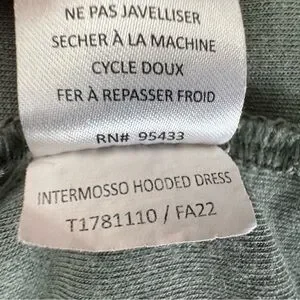 NE PAS JAVELLISER
SECHER A LA MACHINE
CYCLE DOUX
FER À REPASSER FROID
RN# 95433
INTERMOSSO HOODED DRESS
T1781110 / FA22